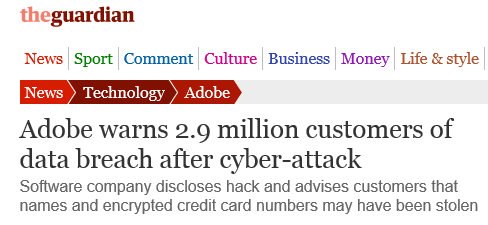 theguardian
News Sport Comment Culture Business Money Life & style
News Technology Adobe
Adobe warns 2.9 million customers of
data breach after cyber-attack
Software company discloses hack and advises customers that
names and encrypted credit card numbers may have been stolen